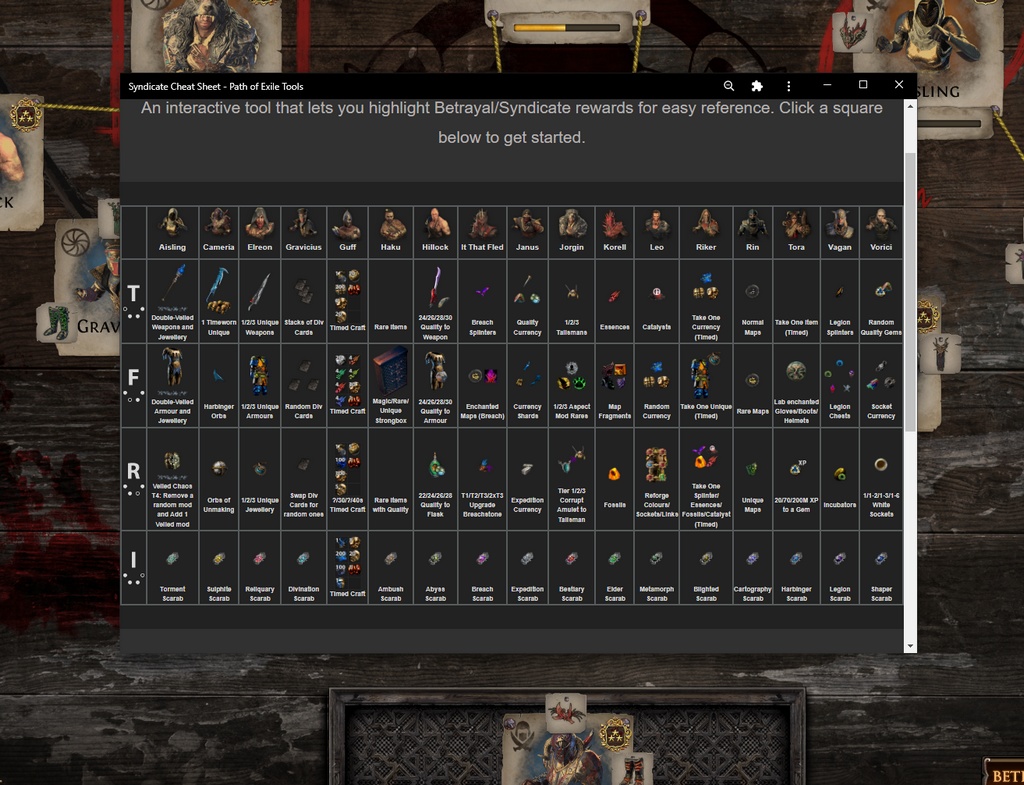 Syndicate Cheat Sheet - Path of Exile Tools
An interactive tool that lets you highlight Betrayal/Syndicate rewards for easy reference. Click a square
below to get started.
Aisling Cameria Elreon Gravicius Guff Haku Hillock It That Fled Janus Jorgin Korell Leo Riker Rin Tora Vagan Vorici
T
Double-Veiled Weapons and Jewellery
1 Timeworn Unique
1/2/3 Unique Weapons
Stacks of Div Cards
300
Timed Craft
Rare Items
24/26/28/30 Quality to Weapon
Breach Splinters
Quality Currency
1/2/3 Talismans
Essences
Catalysts
Take One Currency (Timed)
Normal Maps
Take One Item (Timed)
Legion Splinters
Random Quality Gems
F
Double-Veiled Armour and Jewellery
Harbinger Orbs
1/2/3 Unique Armours
Random Div Cards
Timed Craft
Magic/Rare/ Unique Strongbox
24/26/28/30 Quality to Armour
Enchanted Maps (Breach)
Currency Shards
1/2/3 Aspect Mod Rares
Map Fragments
Random Currency
Take One Unique (Timed)
Rare Maps
Lab enchanted Gloves/Boots/ Helmets
Legion Chests
Socket Currency
R
Veiled Chaos T4: Remove a random mod and Add 1 Veiled mod
Orbs of Unmaking
1/2/3 Unique Jewellery
Swap Div Cards for random ones
100
?/30/?/40s Timed Craft
Rare Items with Quality
22/24/26/28 Quality to Flask
T1/T2/T3/2xT3 Upgrade Breachstone
Expedition Currency
Tier 1/2/3 Corrupt Amulet to Talisman
Fossils
Reforge Colours/ Sockets/Links
Take One Splinter/ Essences/ Fossils/Catalyst (Timed)
Unique Maps
XP
20/70/200M XP to a Gem
Incubators
1/1-2/1-3/1-6 White Sockets
I
Torment Scarab
Sulphite Scarab
Reliquary Scarab
Divination Scarab
200
100
Timed Craft
Ambush Scarab
Abyss Scarab
Breach Scarab
Expedition Scarab
Bestiary Scarab
Elder Scarab
Metamorph Scarab
Blighted Scarab
Cartography Scarab
Harbinger Scarab
Legion Scarab
Shaper Scarab
SLING
CK
GRAV
BET